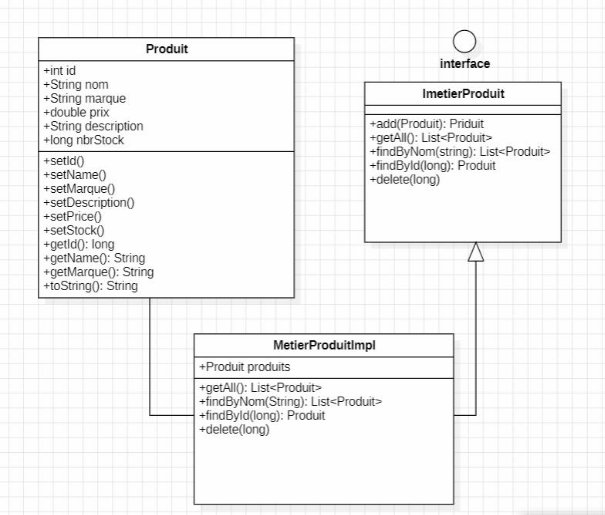 Produit
+int id
+String nom
+String marque
+double prix
+String description
+long nbrStock
+setId()
+setName()
+setMarque()
+setDescription()
+setPrice()
+setStock()
+getId(): long
+getName(): String
+getMarque(): String
+toString(): String
interface
ImetierProduit
+add(Produit): Priduit
+getAll(): List<Produit>
+findByNom(string): List<Produit>
+findById(long): Produit
+delete(long)
MetierProduitImpl
+Produit produits
+getAll(): List<Produit>
+findByNom(String): List<Produit>
+findById(long): Produit
+delete(long)